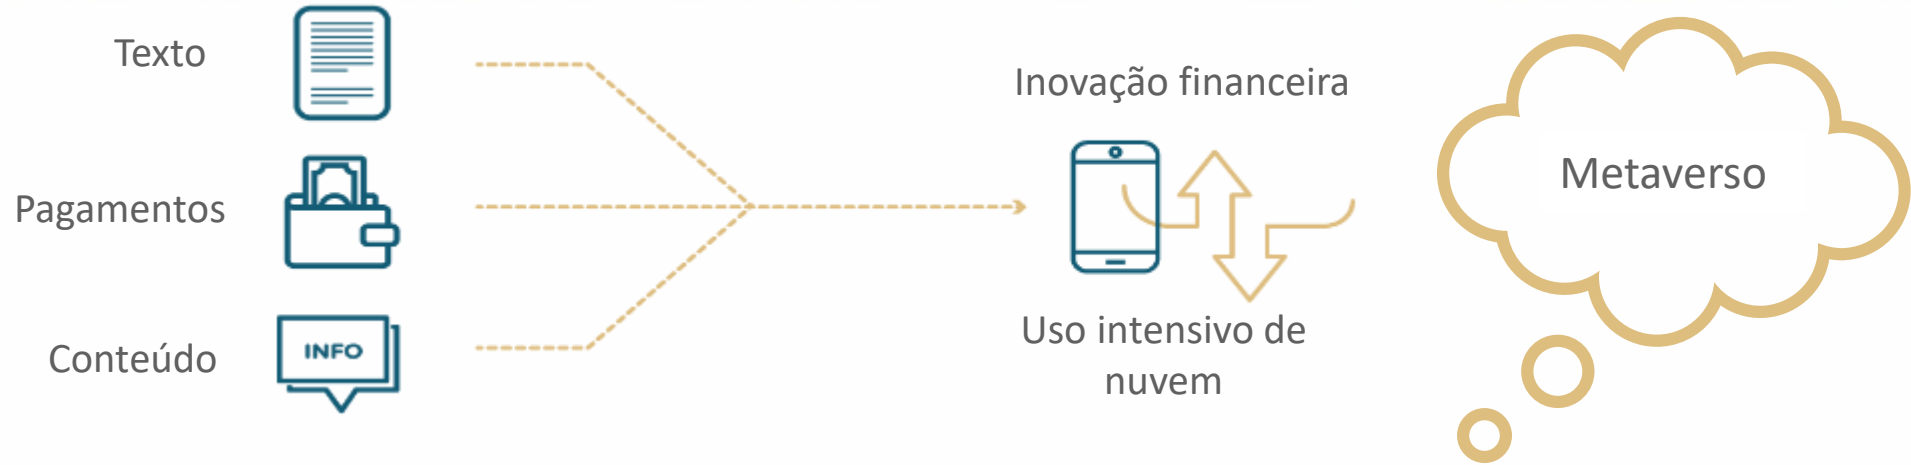 Texto
Pagamentos
Conteúdo
INFO
Inovação financeira
Uso intensivo de
nuvem
Metaverso